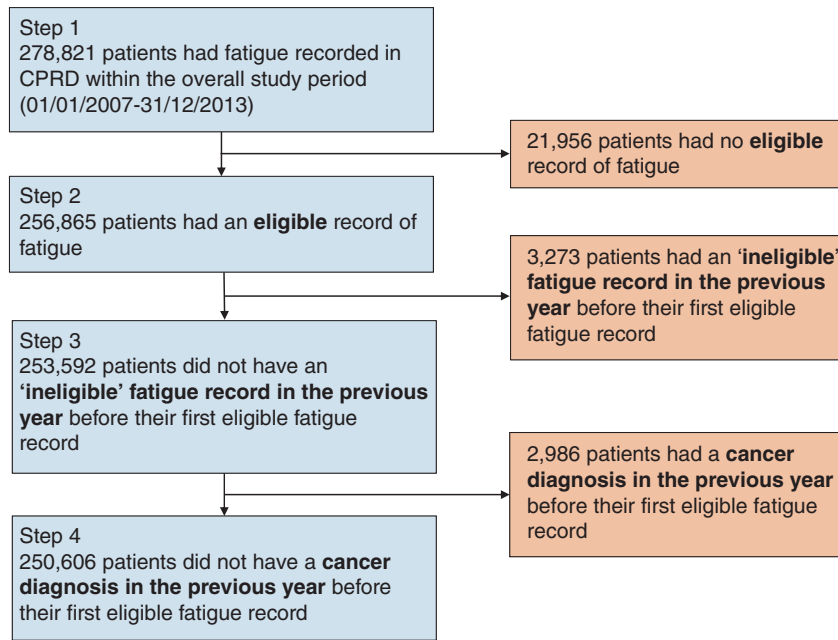 Step 1
278,821 patients had fatigue recorded in
CPRD within the overall study period
(01/01/2007-31/12/2013)
21,956 patients had no eligible
record of fatigue
Step 2
256,865 patients had an eligible record of
fatigue
3,273 patients had an ‘ineligible’
fatigue record in the previous
year before their first eligible
fatigue record
Step 3
253,592 patients did not have an
‘ineligible’ fatigue record in the previous
year before their first eligible fatigue
record
2,986 patients had a cancer
diagnosis in the previous year
before their first eligible fatigue
record
Step 4
250,606 patients did not have a cancer
diagnosis in the previous year before
their first eligible fatigue record